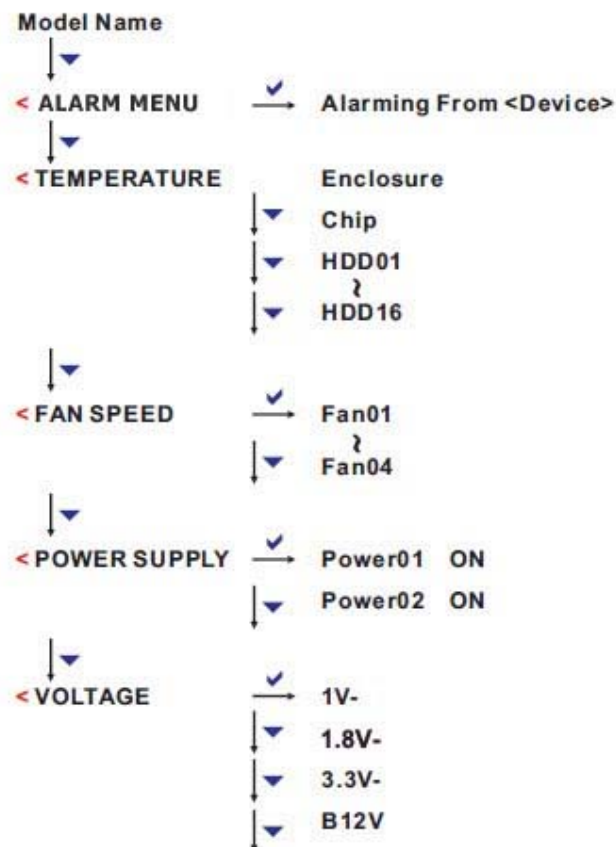 Model Name
< ALARM MENU Alarming From <Device>
< TEMPERATURE Enclosure
Chip
HDD01
~
HDD16
< FAN SPEED Fan01
~
Fan04
< POWER SUPPLY Power01 ON
Power02 ON
< VOLTAGE 1V-
1.8V-
3.3V-
B12V